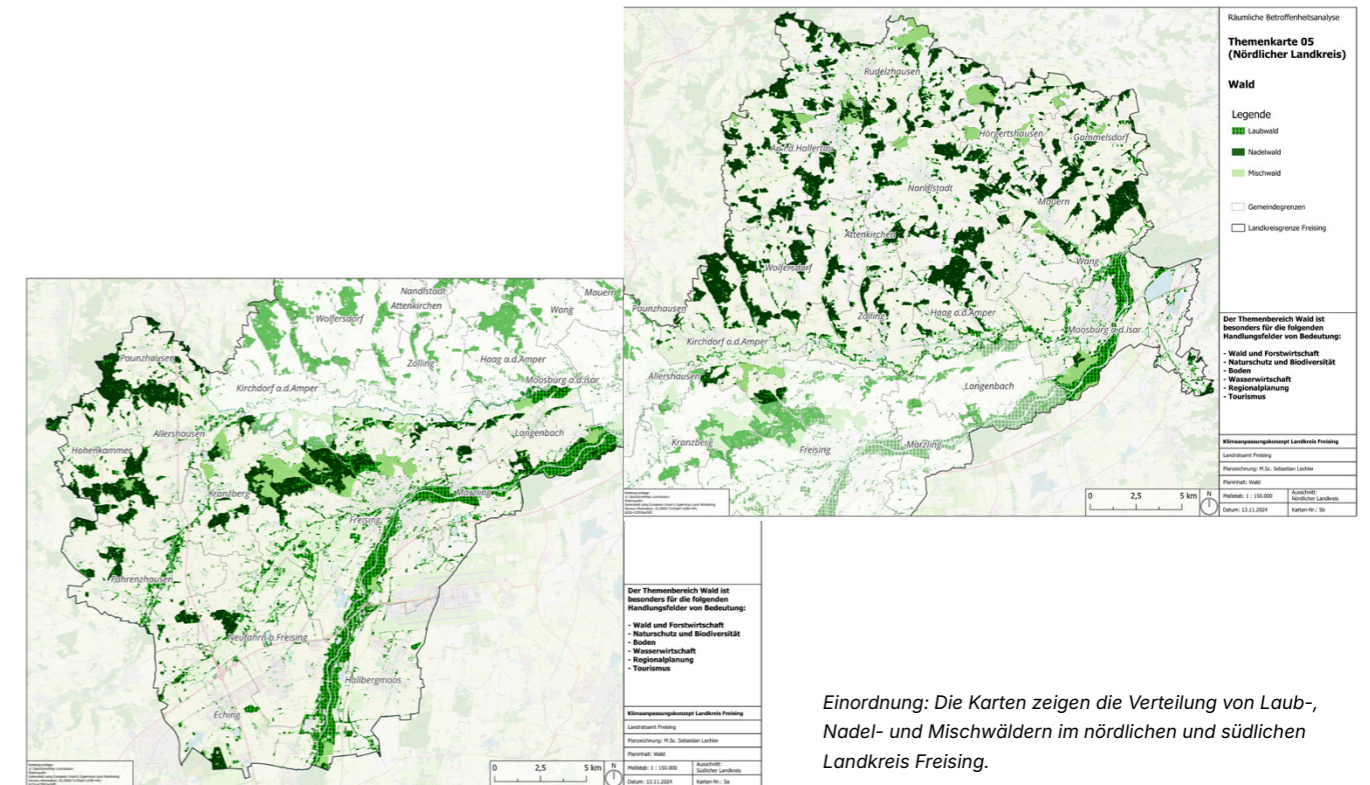 Räumliche Betroffenheitsanalyse
Themenkarte 05
(Nördlicher Landkreis)
Wald
Legende
Laubwald
Nadelwald
Mischwald
Gemeindegrenzen
Landkreisgrenze Freising
Der Themenbereich Wald ist
besonders für die folgenden
Handlungsfelder von Bedeutung:
- Wald und Forstwirtschaft
- Naturschutz und Biodiversität
- Boden
- Wasserwirtschaft
- Regionalplanung
- Tourismus
Klimaanpassungskonzept Landkreis Freising
Landratsamt Freising
Planzeichnung: M.Sc. Sebastian Lechler
Planinhalt: Wald
Maßstab: 1 : 150.000
Ausschnitt:
Nördlicher Landkreis
Datum: 13.11.2024
Karten-Nr.: 5b
Rudelzhausen
Hörgertshausen
Gammelsdorf
Au i.d.Hallertau
Nandlstadt
Mauern
Attenkirchen
Wolfersdorf
Wang
Paunzhausen
Zolling
Haag a.d.Amper
Moosburg a.d.Isar
Kirchdorf a.d.Amper
Allershausen
Langenbach
Kranzberg
Freising
Marzling
0 2,5 5 km
N
Nandlstadt
Mauern
Attenkirchen
Wang
Wolfersdorf
Paunzhausen
Zolling
Haag a.d.Amper
Kirchdorf a.d.Amper
Moosburg a.d.Isar
Allershausen
Langenbach
Hohenkammer
Kranzberg
Marzling
Freising
Fahrenzhausen
Neufahrn b.Freising
Hallbergmoos
Eching
0 2,5 5 km
N
Der Themenbereich Wald ist
besonders für die folgenden
Handlungsfelder von Bedeutung:
- Wald und Forstwirtschaft
- Naturschutz und Biodiversität
- Boden
- Wasserwirtschaft
- Regionalplanung
- Tourismus
Klimaanpassungskonzept Landkreis Freising
Landratsamt Freising
Planzeichnung: M.Sc. Sebastian Lechler
Planinhalt: Wald
Maßstab: 1 : 150.000
Ausschnitt:
Südlicher Landkreis
Datum: 13.11.2024
Karten-Nr.: 5a
Einordnung: Die Karten zeigen die Verteilung von Laub-,
Nadel- und Mischwäldern im nördlichen und südlichen
Landkreis Freising.